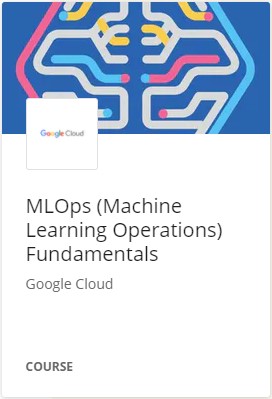 Google Cloud
MLOps (Machine
Learning Operations)
Fundamentals
Google Cloud
COURSE